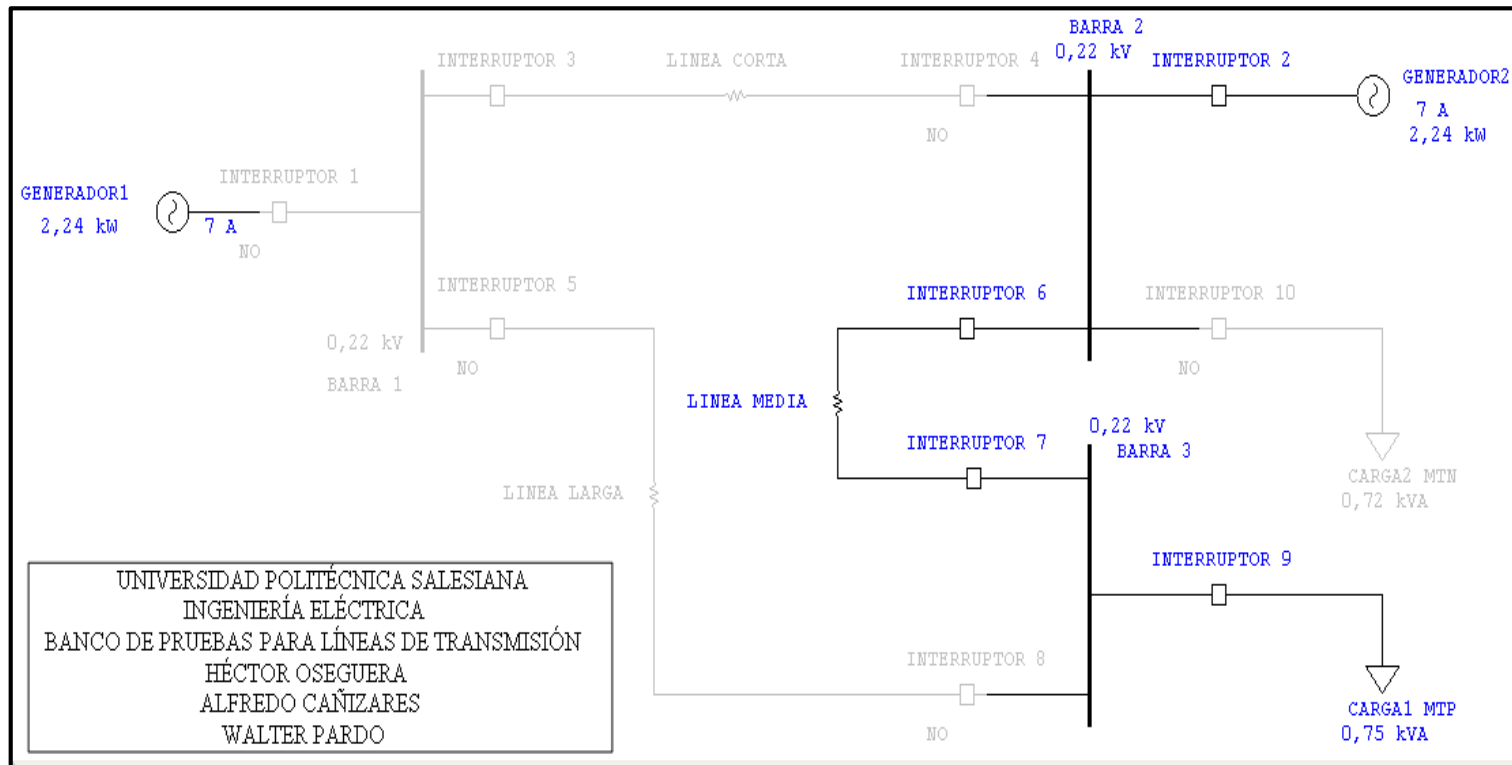 BARRA 2
0,22 kV
INTERRUPTOR 3
LINEA CORTA
INTERRUPTOR 4
INTERRUPTOR 2
GENERADOR2
7 A
2,24 kW
NO
INTERRUPTOR 1
GENERADOR1
2,24 kW
7 A
NO
INTERRUPTOR 5
INTERRUPTOR 6
INTERRUPTOR 10
0,22 kV
BARRA 1
NO
NO
LINEA MEDIA
0,22 kV
BARRA 3
INTERRUPTOR 7
CARGA2 MTN
0,72 kVA
LINEA LARGA
INTERRUPTOR 9
UNIVERSIDAD POLITÉCNICA SALESIANA
INGENIERÍA ELÉCTRICA
BANCO DE PRUEBAS PARA LÍNEAS DE TRANSMISIÓN
HÉCTOR OSEGUERA
ALFREDO CAÑIZARES
WALTER PARDO
INTERRUPTOR 8
NO
CARGA1 MTP
0,75 kVA